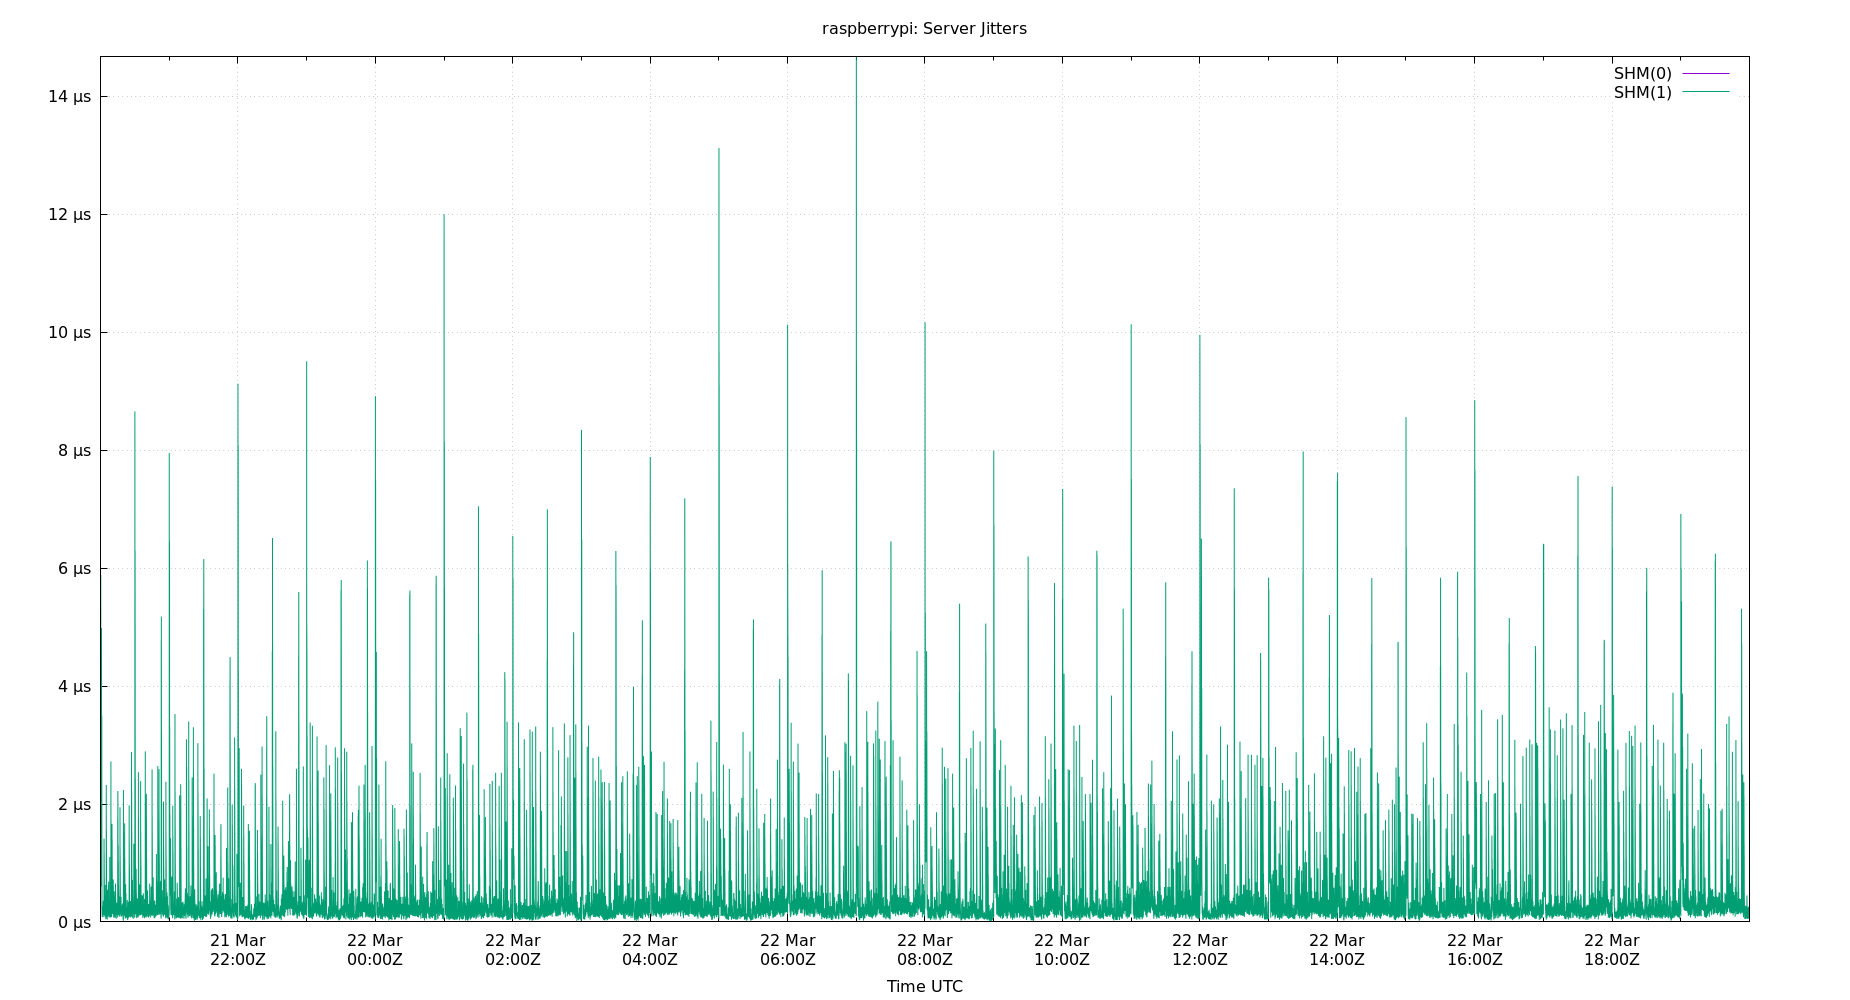 raspberrypi: Server Jitters
SHM(0)
SHM(1)
14 µs
12 µs
10 µs
8 µs
6 µs
4 µs
2 µs
0 µs
21 Mar 22 Mar 22 Mar 22 Mar 22 Mar 22 Mar 22 Mar 22 Mar 22 Mar 22 Mar 22 Mar
22:00Z 00:00Z 02:00Z 04:00Z 06:00Z 08:00Z 10:00Z 12:00Z 14:00Z 16:00Z 18:00Z
Time UTC